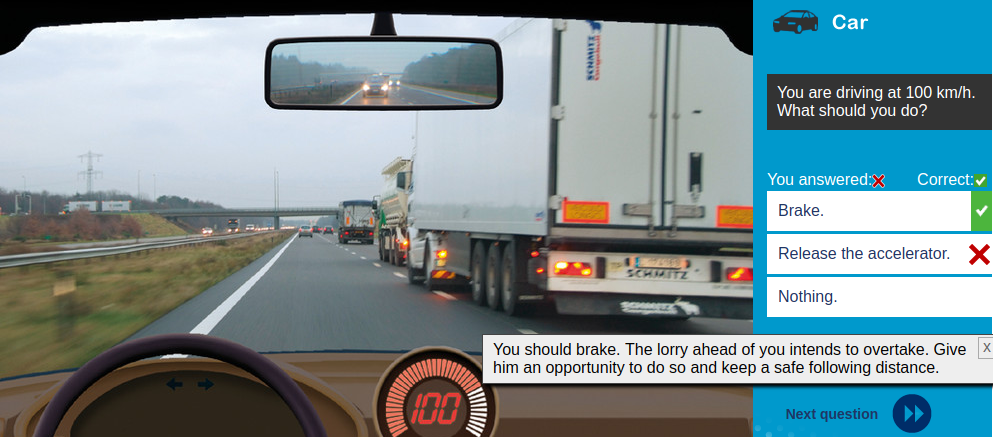 Car
SCHMITZ
Cargobull
You are driving at 100 km/h.
What should you do?
You answered: Correct:
Brake.
Release the accelerator.
Nothing.
SCHMITZ
SCHMITZ
You should brake. The lorry ahead of you intends to overtake. Give
him an opportunity to do so and keep a safe following distance.
X
100
Next question